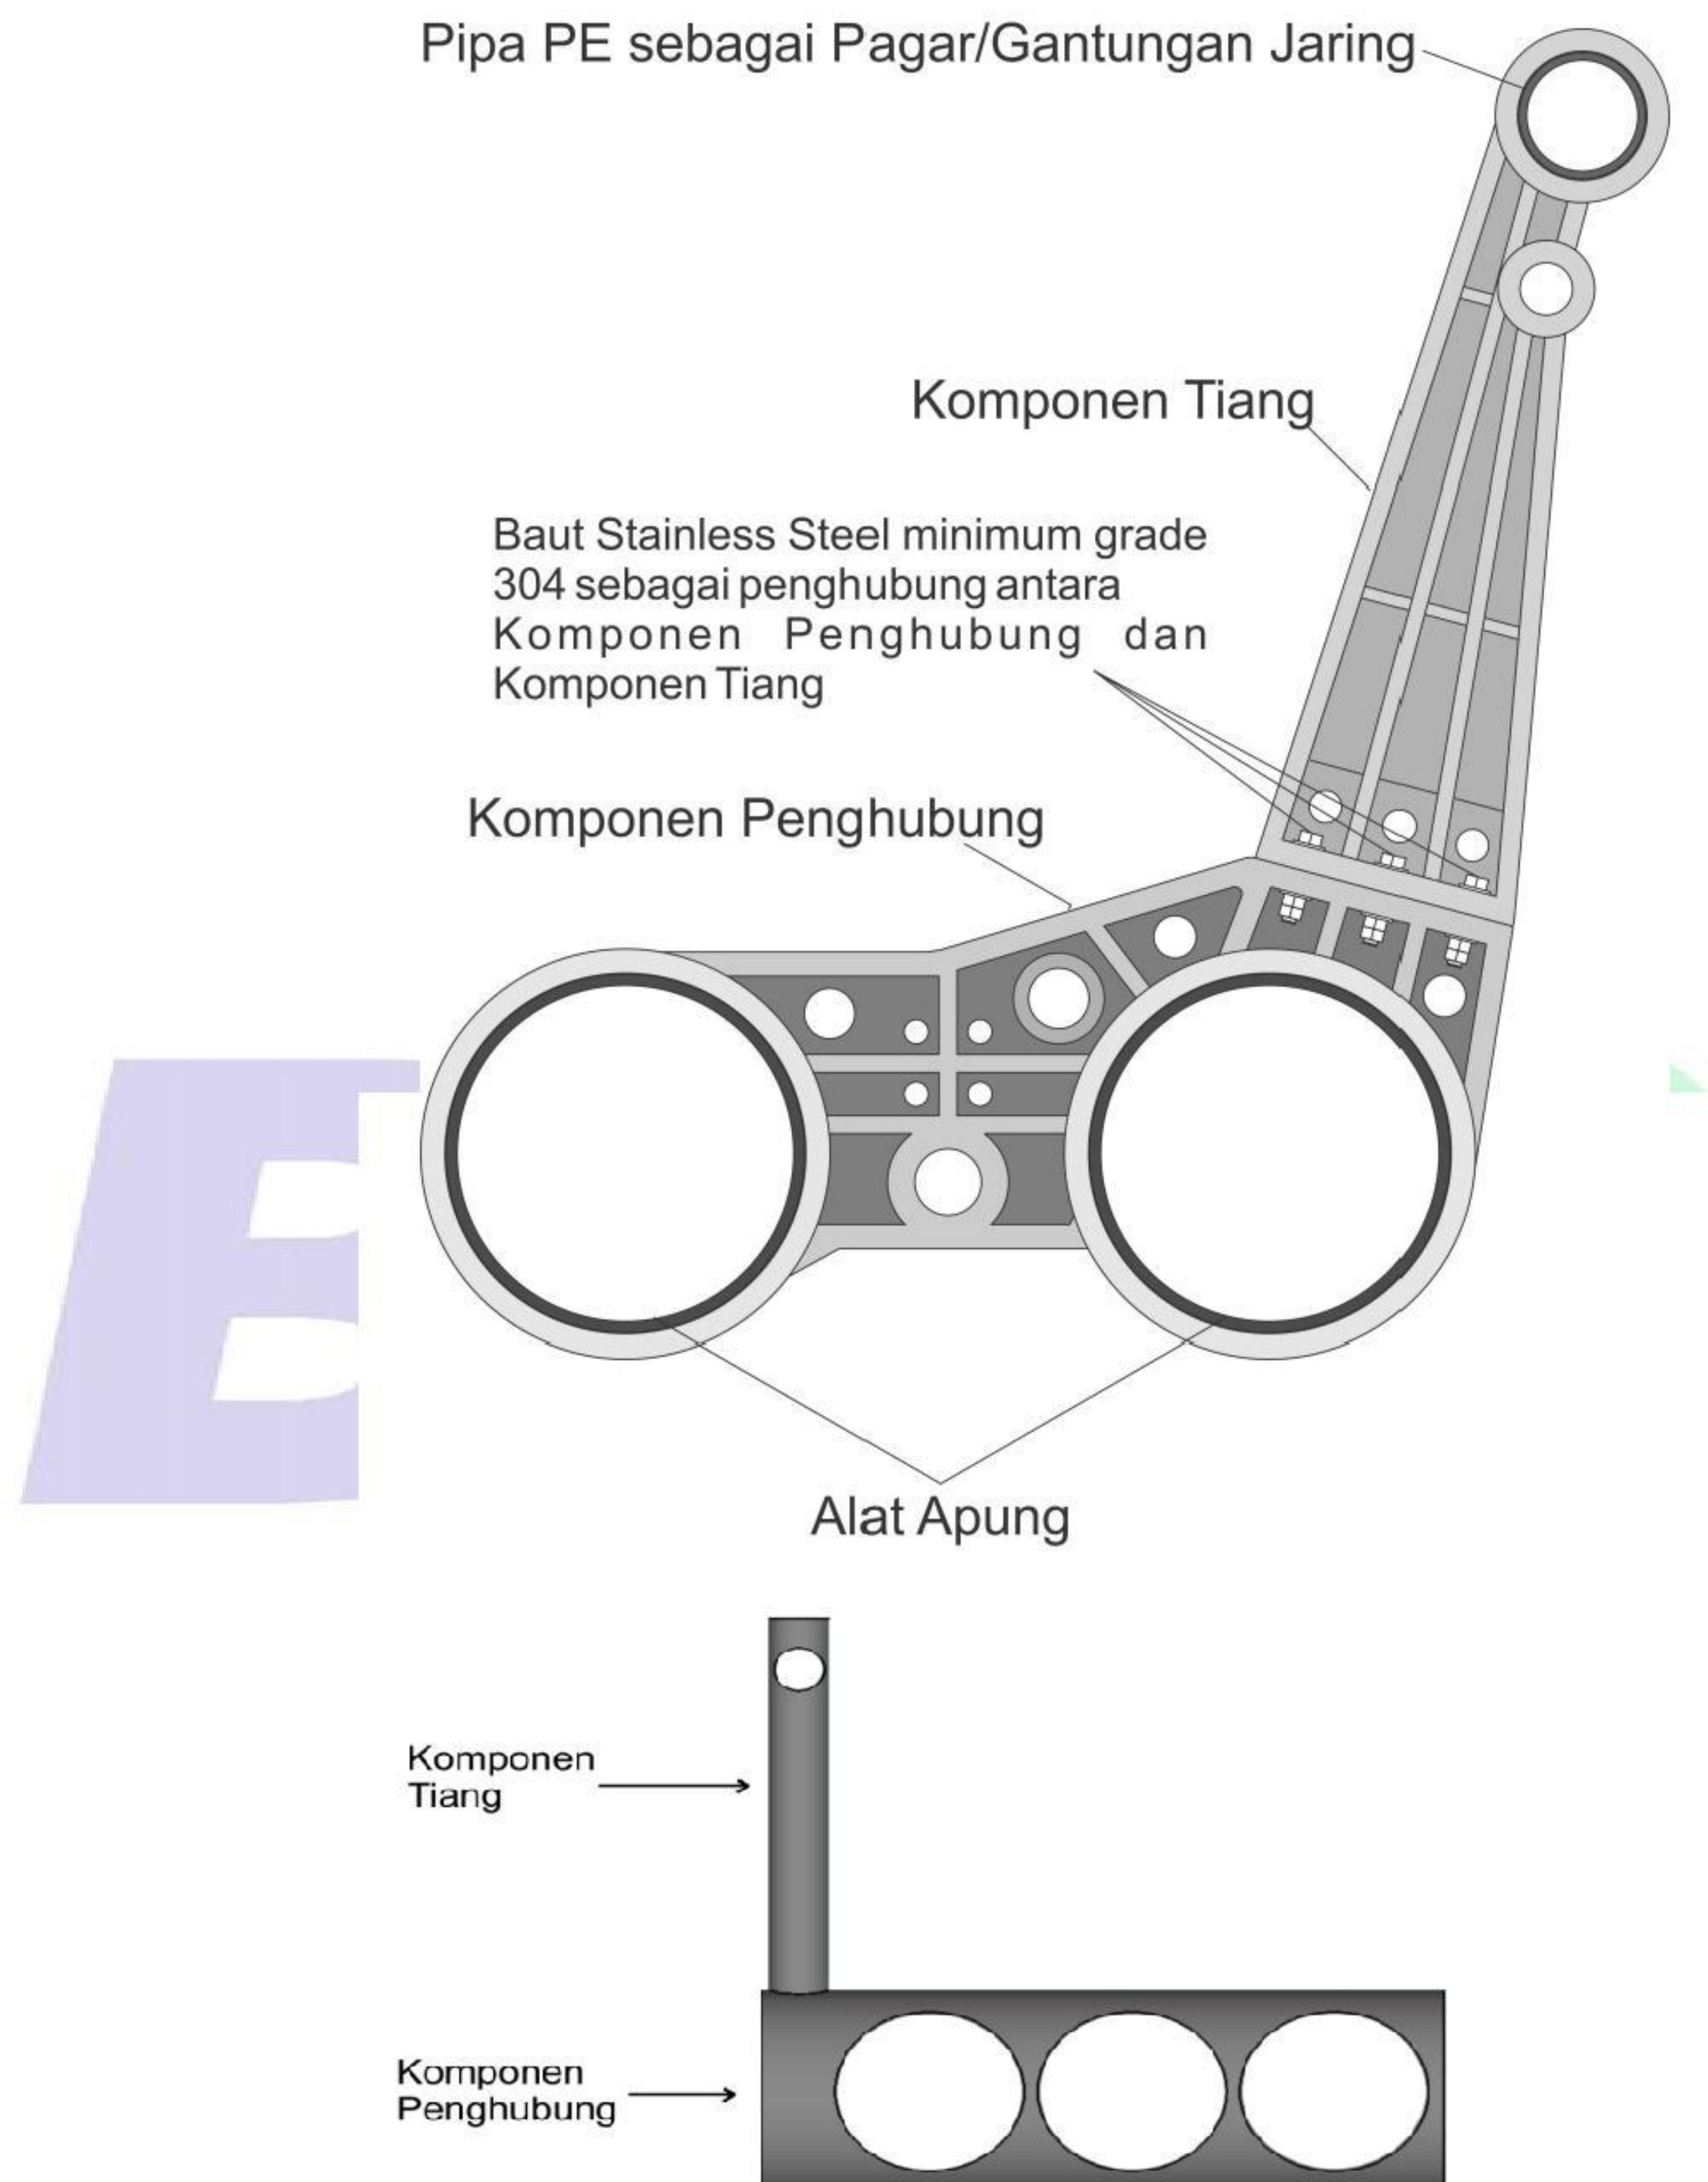 Pipa PE sebagai Pagar/Gantungan Jaring
Komponen Tiang
Baut Stainless Steel minimum grade
304 sebagai penghubung antara
Komponen Penghubung dan
Komponen Tiang
Komponen Penghubung
Alat Apung
Komponen
Tiang
Komponen
Penghubung